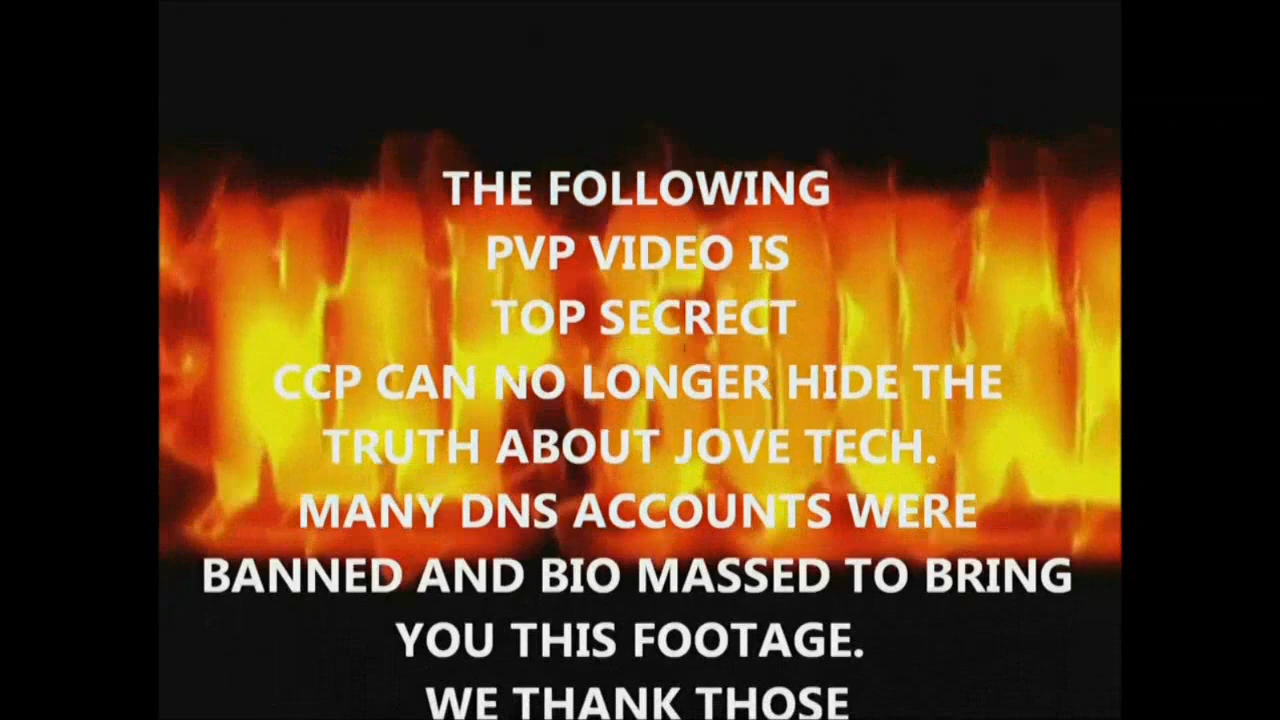 THE FOLLOWING
PVP VIDEO IS
TOP SECRECT
CCP CAN NO LONGER HIDE THE
TRUTH ABOUT JOVE TECH.
MANY DNS ACCOUNTS WERE
BANNED AND BIO MASSED TO BRING
YOU THIS FOOTAGE.
WE THANK THOSE